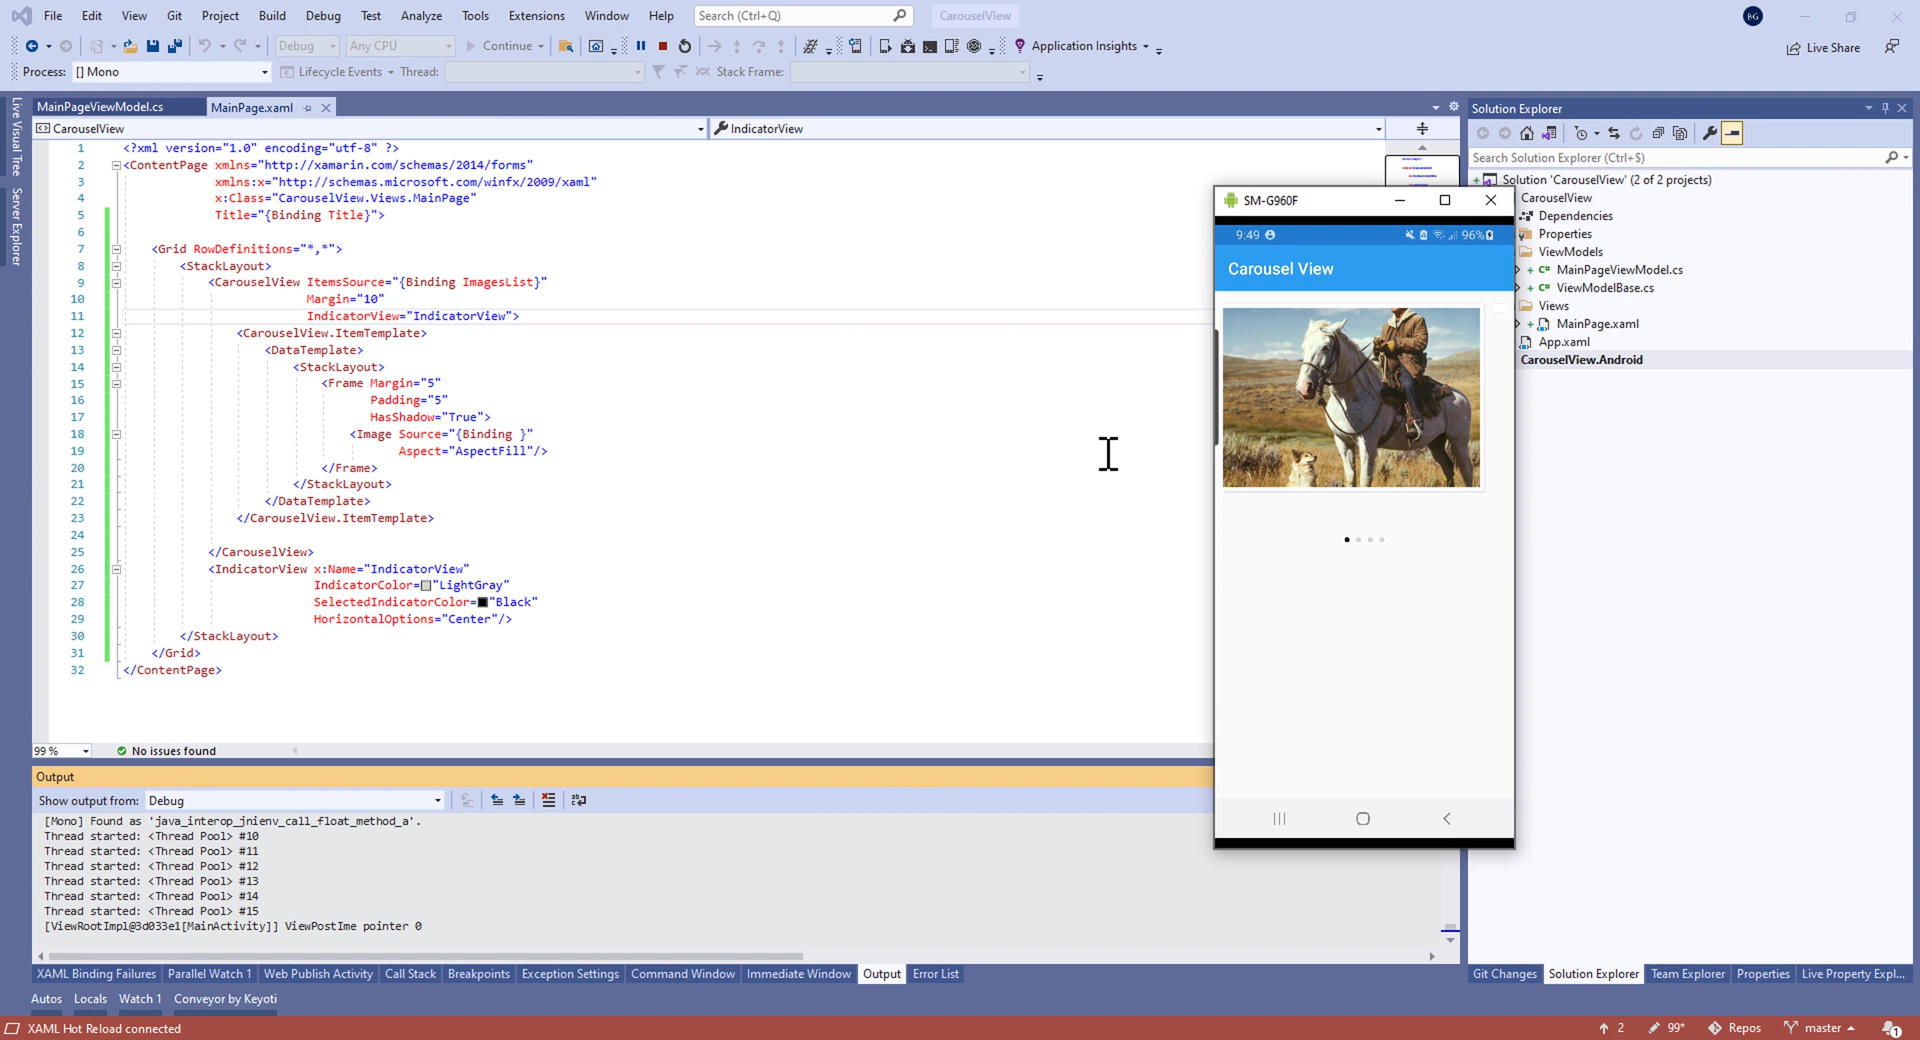 File Edit View Git Project Build Debug Test Analyze Tools Extensions Window Help Search (Ctrl+Q) CarouselView BG
Debug Any CPU Continue Application Insights Live Share
Process: [] Mono Lifecycle Events Thread: Stack Frame:
Live Visual Tree
Server Explorer
MainPageViewModel.cs MainPage.xaml
CarouselView IndicatorView
1 <?xml version="1.0" encoding="utf-8" ?>
2 <ContentPage xmlns="http://xamarin.com/schemas/2014/forms"
3 xmlns:x="http://schemas.microsoft.com/winfx/2009/xaml"
4 x:Class="CarouselView.Views.MainPage"
5 Title="{Binding Title}">
6
7 <Grid RowDefinitions="*,*">
8 <StackLayout>
9 <CarouselView ItemsSource="{Binding ImagesList}"
10 Margin="10"
11 IndicatorView="IndicatorView">
12 <CarouselView.ItemTemplate>
13 <DataTemplate>
14 <StackLayout>
15 <Frame Margin="5"
16 Padding="5"
17 HasShadow="True">
18 <Image Source="{Binding }"
19 Aspect="AspectFill"/>
20 </Frame>
21 </StackLayout>
22 </DataTemplate>
23 </CarouselView.ItemTemplate>
24
25 </CarouselView>
26 <IndicatorView x:Name="IndicatorView"
27 IndicatorColor="LightGray"
28 SelectedIndicatorColor="Black"
29 HorizontalOptions="Center"/>
30 </StackLayout>
31 </Grid>
32 </ContentPage>
99 % No issues found
SM-G960F
9:49 96%
Carousel View
Solution Explorer
Search Solution Explorer (Ctrl+$)
Solution 'CarouselView' (2 of 2 projects)
CarouselView
Dependencies
Properties
ViewModels
C# MainPageViewModel.cs
C# ViewModelBase.cs
Views
MainPage.xaml
App.xaml
CarouselView.Android
Output
Show output from: Debug
[Mono] Found as 'java_interop_jnienv_call_float_method_a'.
Thread started: <Thread Pool> #10
Thread started: <Thread Pool> #11
Thread started: <Thread Pool> #12
Thread started: <Thread Pool> #13
Thread started: <Thread Pool> #14
Thread started: <Thread Pool> #15
[ViewRootImpl@3d033e1[MainActivity]] ViewPostIme pointer 0
XAML Binding Failures Parallel Watch 1 Web Publish Activity Call Stack Breakpoints Exception Settings Command Window Immediate Window Output Error List
Git Changes Solution Explorer Team Explorer Properties Live Property Expl...
Autos Locals Watch 1 Conveyor by Keyoti
XAML Hot Reload connected 2 99* Repos master 1